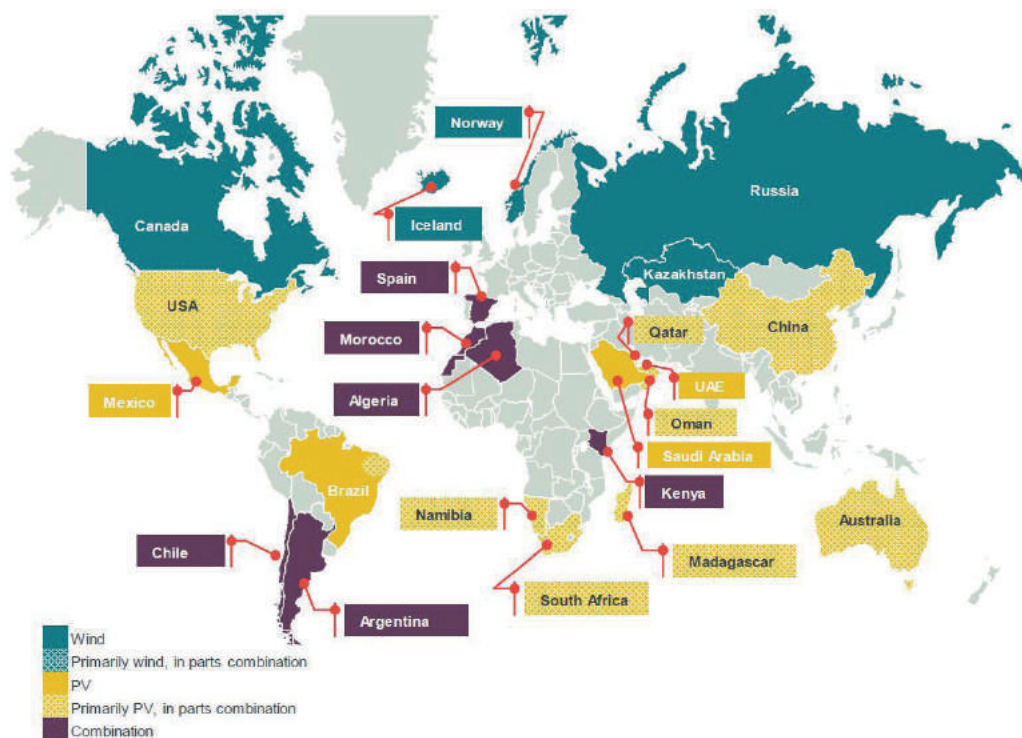 Norway
Russia
Iceland
Canada
Spain
Kazakhstan
USA
Qatar
China
Morocco
UAE
Mexico
Algeria
Oman
Saudi Arabia
Brazil
Kenya
Namibia
Australia
Chile
Madagascar
South Africa
Argentina
Wind
Primarily wind, in parts combination
PV
Primarily PV, in parts combination
Combination